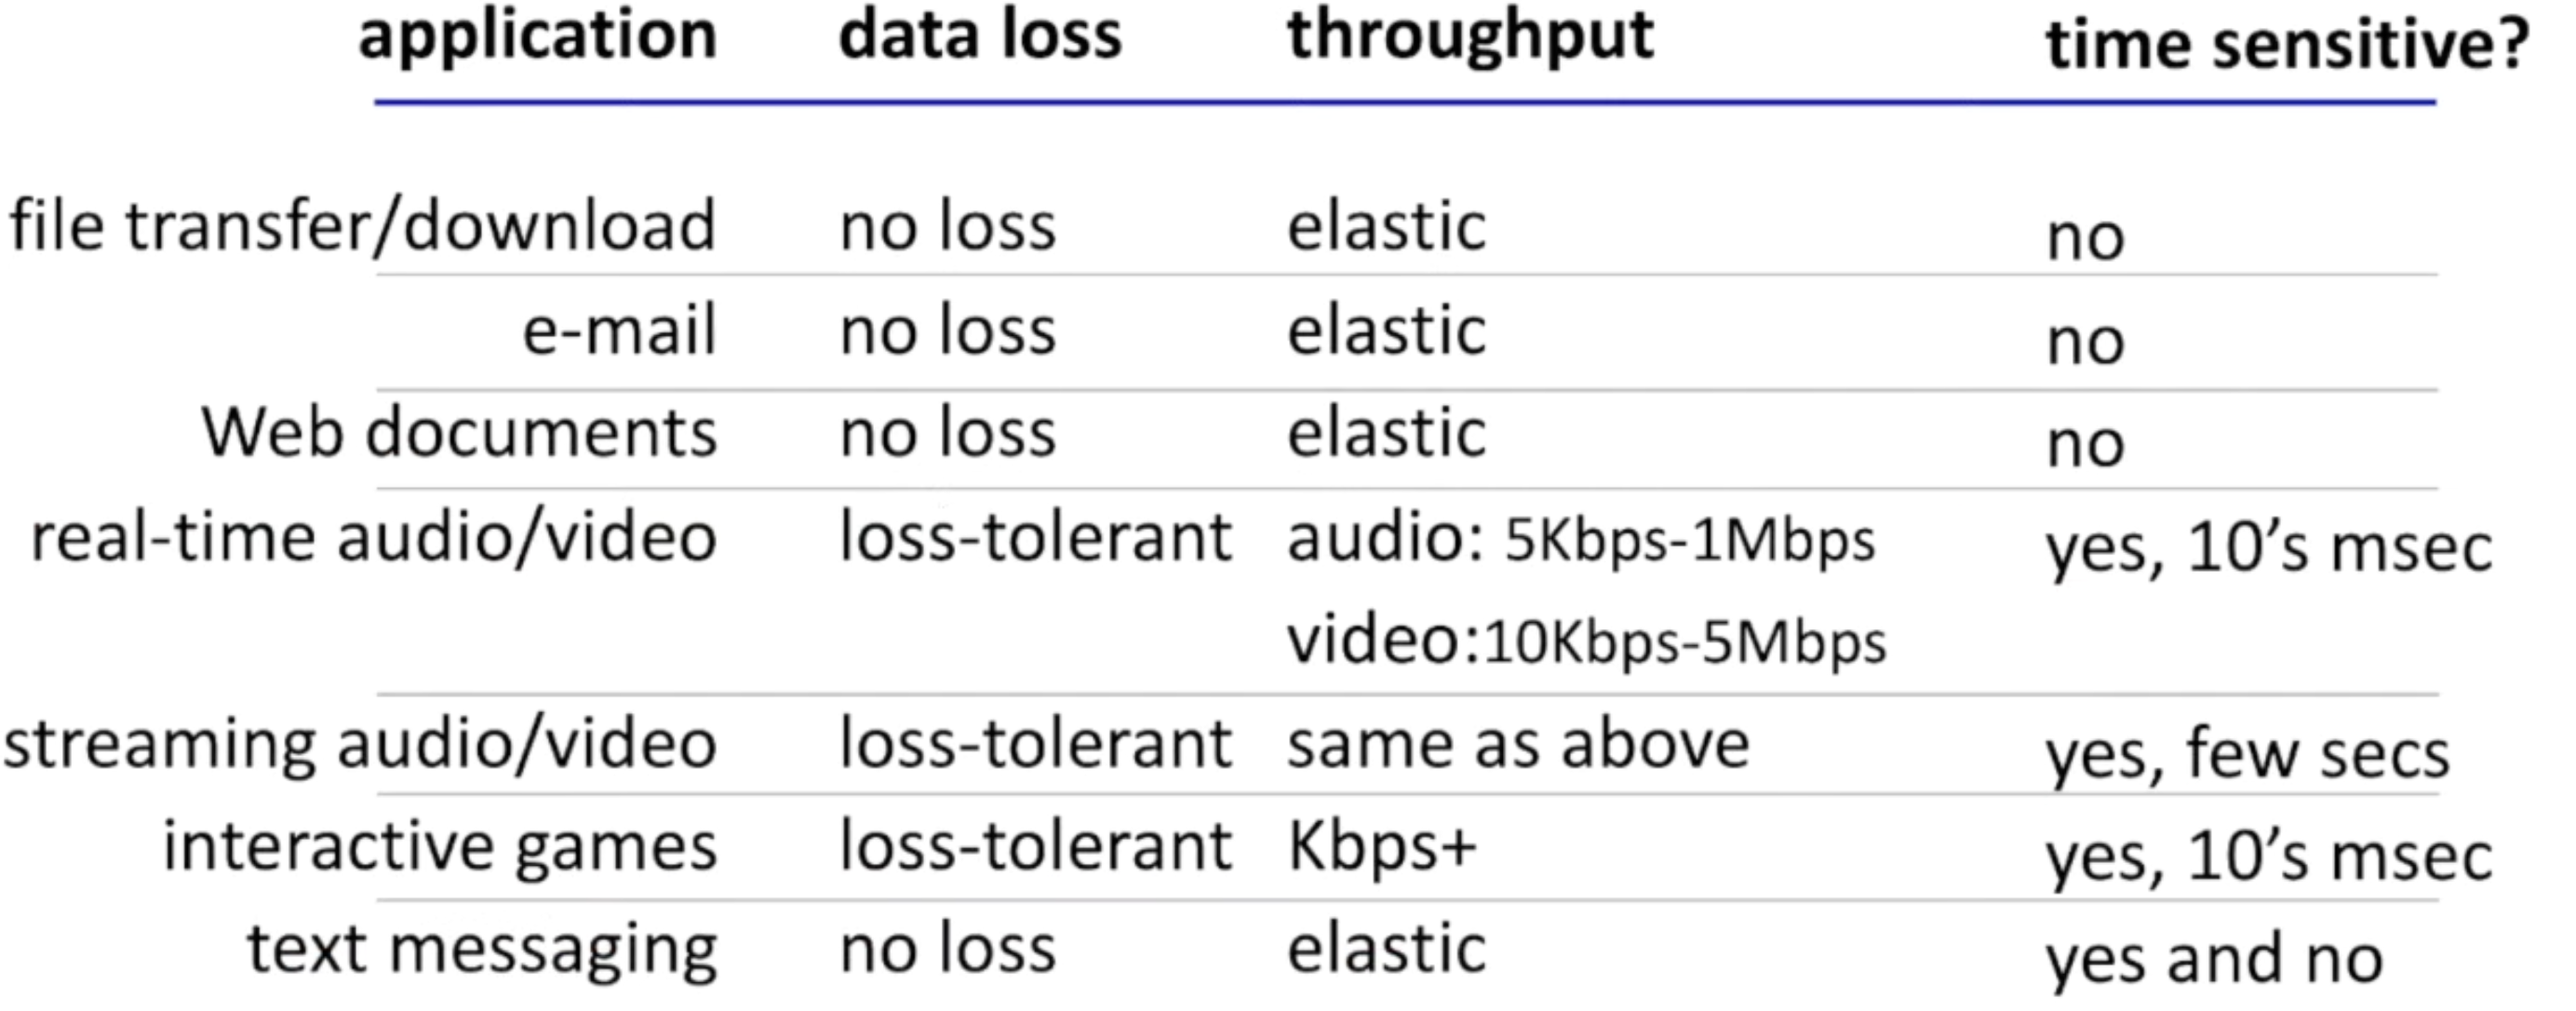 application data loss throughput time sensitive?
file transfer/download no loss elastic no
e-mail no loss elastic no
Web documents no loss elastic no
real-time audio/video loss-tolerant audio: 5Kbps-1Mbps yes, 10’s msec
video:10Kbps-5Mbps
streaming audio/video loss-tolerant same as above yes, few secs
interactive games loss-tolerant Kbps+ yes, 10’s msec
text messaging no loss elastic yes and no